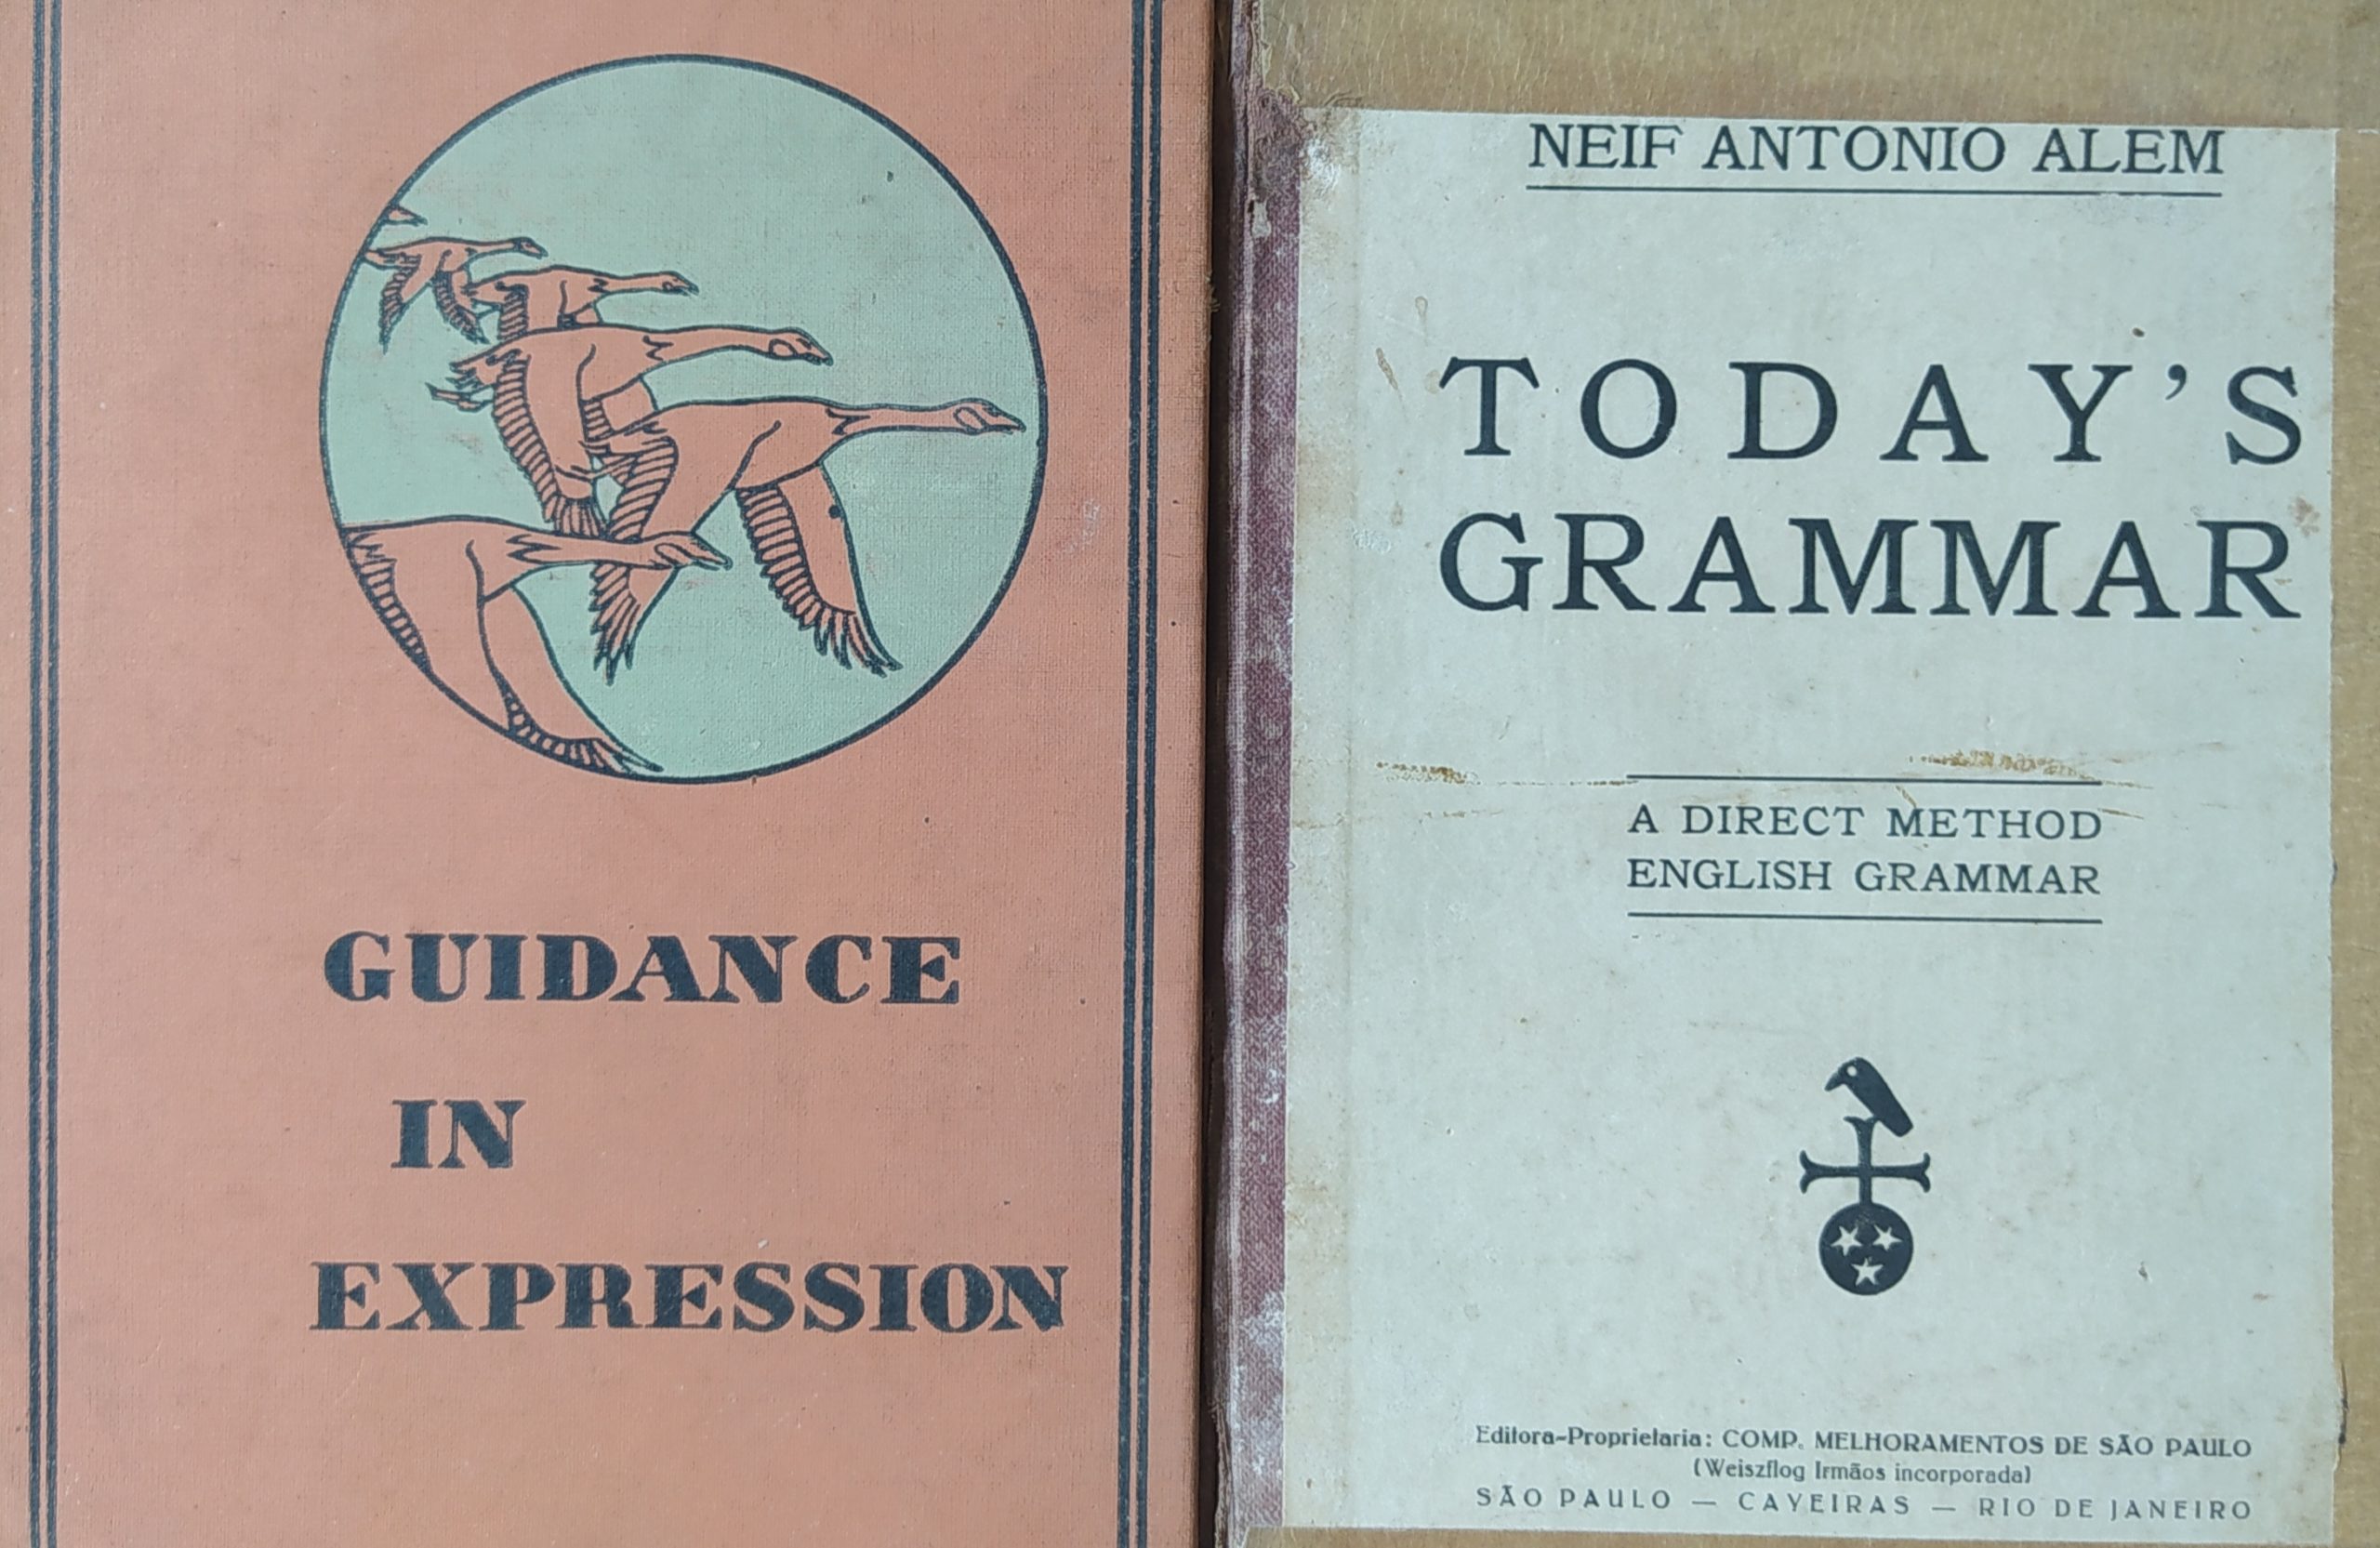 GUIDANCE
IN
EXPRESSION
NEIF ANTONIO ALEM
TODAY'S
GRAMMAR
A DIRECT METHOD
ENGLISH GRAMMAR
Editora-Proprietaria: COMP. MELHORAMENTOS DE SÃO PAULO
(Weiszflog Irmãos incorporada)
SÃO PAULO — CAYEIRAS — RIO DE JANEIRO